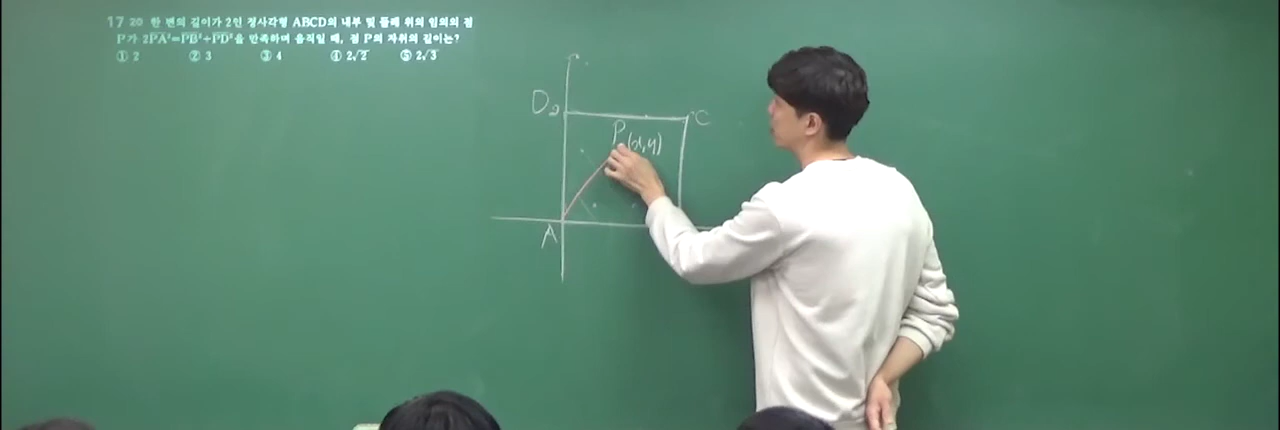 17 20 한 변의 길이가 2인 정사각형 ABCD의 내부 및 둘레 위의 임의의 점
P가 2PA²=PB²+PD²을 만족하며 움직일 때, 점 P의 자취의 길이는?
① 2 ② 3 ③ 4 ④ 2√2 ⑤ 2√3
D 2 C
P(x,y)
A